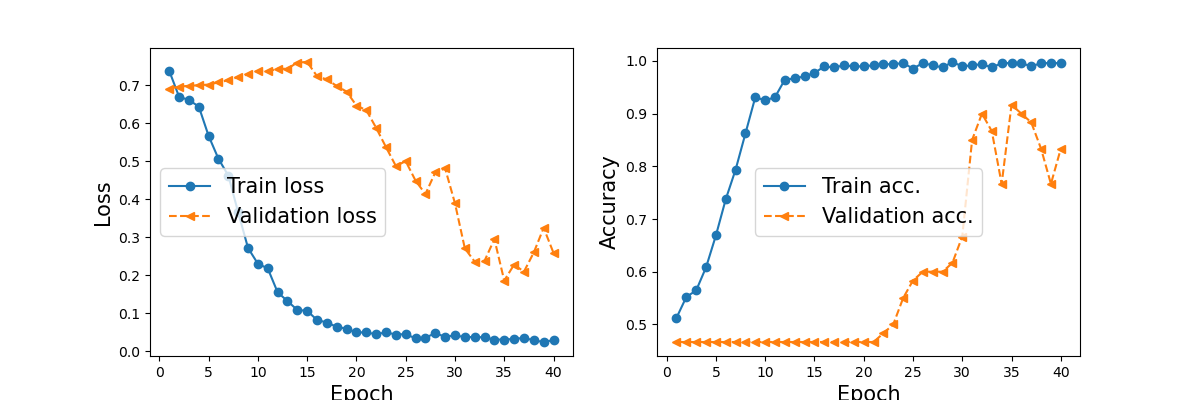 0.7
0.6
0.5
0.4
0.3
0.2
0.1
0.0
Loss
Train loss
Validation loss
0 5 10 15 20 25 30 35 40
Epoch
1.0
0.9
0.8
0.7
0.6
0.5
Accuracy
Train acc.
Validation acc.
0 5 10 15 20 25 30 35 40
Epoch